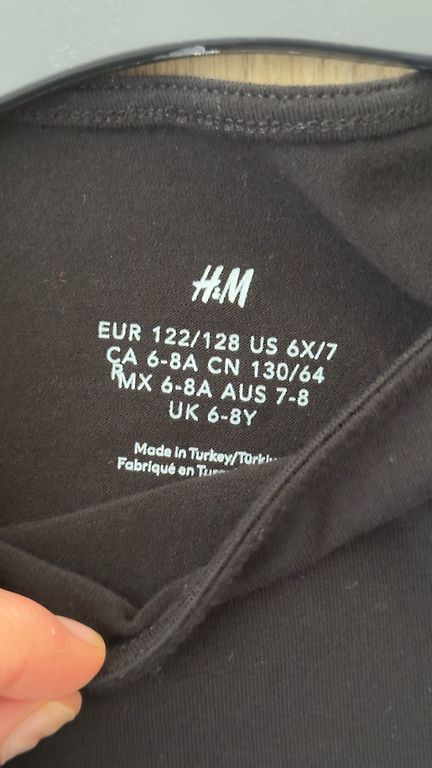 H&M
EUR 122/128 US 6X/7
CA 6-8A CN 130/64
R
MX 6-8A AUS 7-8
UK 6-8Y
Made in Turkey/
Fabriqué en